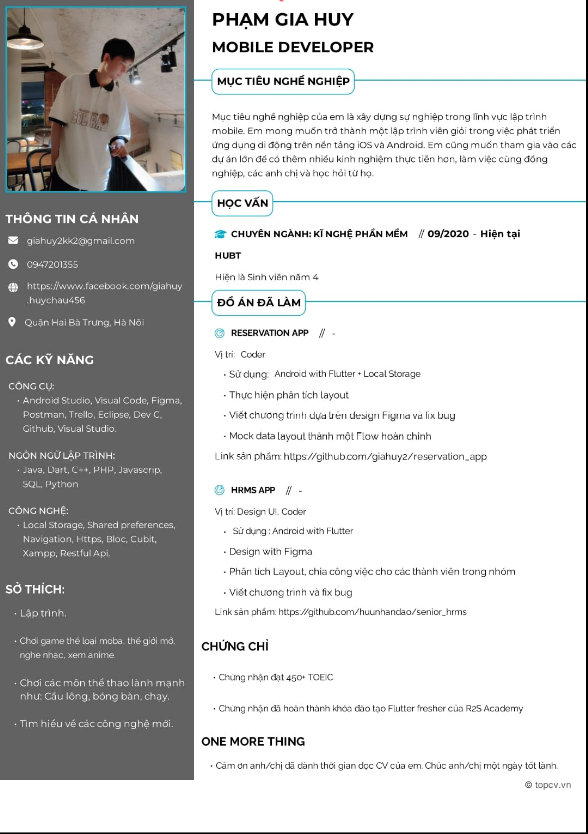 PHẠM GIA HUY
MOBILE DEVELOPER
MỤC TIÊU NGHỀ NGHIỆP
Mục tiêu nghề nghiệp của em là xây dựng sự nghiệp trong lĩnh vực lập trình
mobile. Em mong muốn trở thành một lập trình viên giỏi trong việc phát triển
ứng dụng di động trên nền tảng iOS và Android. Em cũng muốn tham gia vào các
dự án lớn để có thêm nhiều kinh nghiệm thực tiễn hơn, làm việc cùng đồng
nghiệp, các anh chị và học hỏi từ họ.
HỌC VẤN
CHUYÊN NGÀNH: KĨ NGHỆ PHẦN MỀM // 09/2020 - Hiện tại
HUBT
Hiện là Sinh viên năm 4
ĐỒ ÁN ĐÃ LÀM
RESERVATION APP // -
Vị trí: Coder
• Sử dụng: Android with Flutter + Local Storage
• Thực hiện phân tích layout
• Viết chương trình dựa trên design Figma và fix bug
• Mock data layout thành một Flow hoàn chỉnh
Link sản phẩm: https://github.com/giahuy2/reservation_app
HRMS APP // -
Vị trí: Design UI, Coder
• Sử dụng : Android with Flutter
• Design with Figma
• Phân tích Layout, chia công việc cho các thành viên trong nhóm
• Viết chương trình và fix bug
Link sản phẩm: https://github.com/huunhandao/senior_hrms
CHỨNG CHỈ
• Chứng nhận đạt 450+ TOEIC
• Chứng nhận đã hoàn thành khóa đào tạo Flutter fresher của R2S Academy
ONE MORE THING
• Cảm ơn anh/chị đã dành thời gian đọc CV của em. Chúc anh/chị một ngày tốt lành.
THÔNG TIN CÁ NHÂN
giahuy2kk2@gmail.com
0947201355
https://www.facebook.com/giahuy
.huychau456
Quận Hai Bà Trưng, Hà Nội
CÁC KỸ NĂNG
CÔNG CỤ:
• Android Studio, Visual Code, Figma,
Postman, Trello, Eclipse, Dev C,
Github, Visual Studio.
NGÔN NGỮ LẬP TRÌNH:
• Java, Dart, C++, PHP, Javascrip,
SQL, Python
CÔNG NGHỆ:
• Local Storage, Shared preferences,
Navigation, Https, Bloc, Cubit,
Xampp, Restful Api.
SỞ THÍCH:
• Lập trình.
• Chơi game thể loại moba, thế giới mở,
nghe nhạc, xem anime.
• Chơi các môn thể thao lành mạnh
như: Cầu lông, bóng bàn, chạy.
• Tìm hiểu về các công nghệ mới.
© topcv.vn